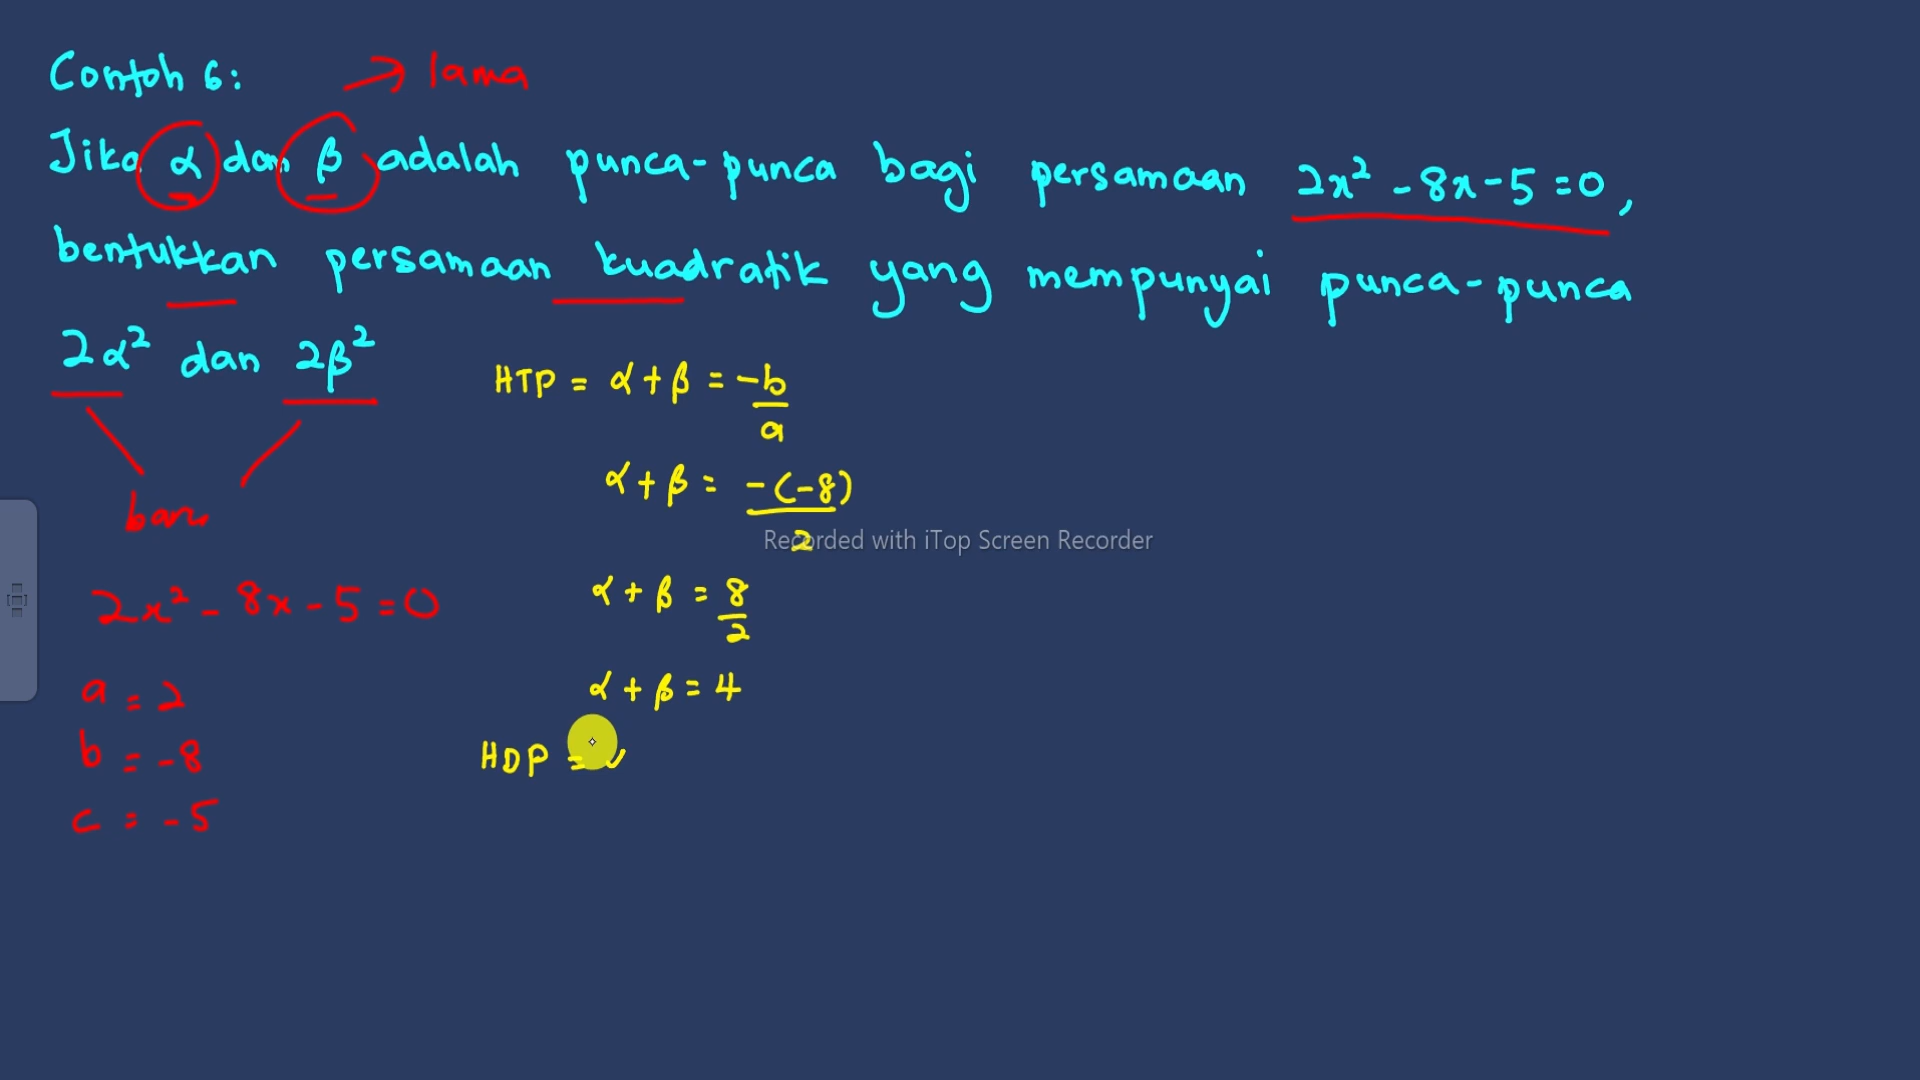 Contoh 6:
→ lama
Jika α dan β adalah punca-punca bagi persamaan 2x² - 8x - 5 = 0,
bentukkan persamaan kuadratik yang mempunyai punca-punca
2α² dan 2β²
baru
2x² - 8x - 5 = 0
a = 2
b = -8
c = -5
HTP = α + β = -b/a
α + β = -(-8)/2
α + β = 8/2
α + β = 4
HDP =
Recorded with iTop Screen Recorder